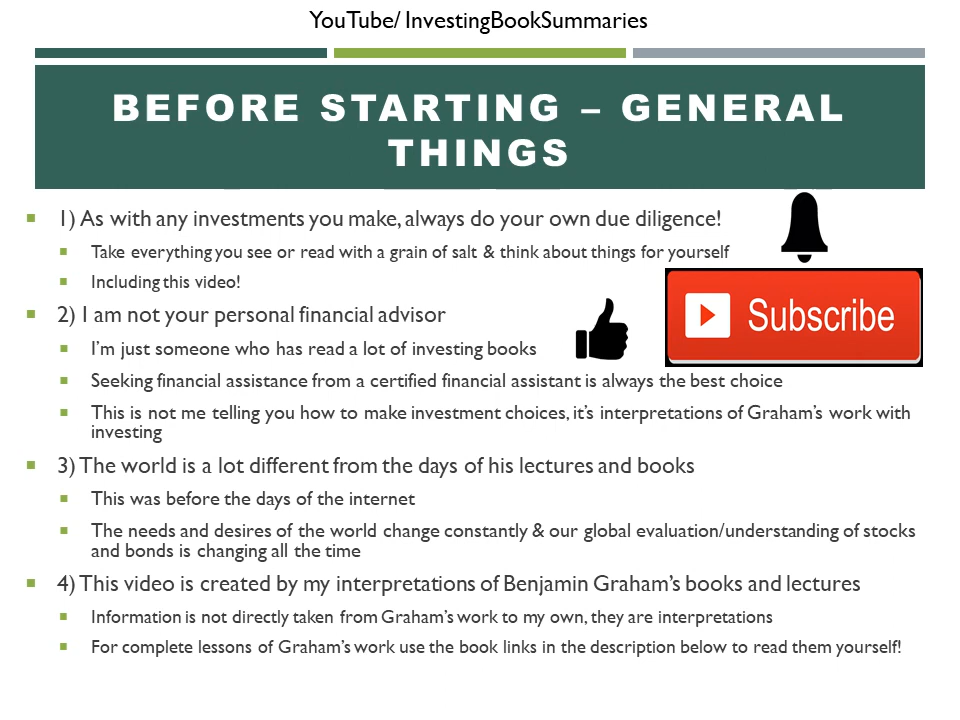 YouTube/ InvestingBookSummaries
BEFORE STARTING – GENERAL
THINGS
1) As with any investments you make, always do your own due diligence!
Take everything you see or read with a grain of salt & think about things for yourself
Including this video!
2) I am not your personal financial advisor
Subscribe
I'm just someone who has read a lot of investing books
Seeking financial assistance from a certified financial assistant is always the best choice
This is not me telling you how to make investment choices, it's interpretations of Graham's work with
investing
3) The world is a lot different from the days of his lectures and books
This was before the days of the internet
The needs and desires of the world change constantly & our global evaluation/understanding of stocks
and bonds is changing all the time
4) This video is created by my interpretations of Benjamin Graham's books and lectures
Information is not directly taken from Graham's work to my own, they are interpretations
For complete lessons of Graham's work use the book links in the description below to read them yourself!